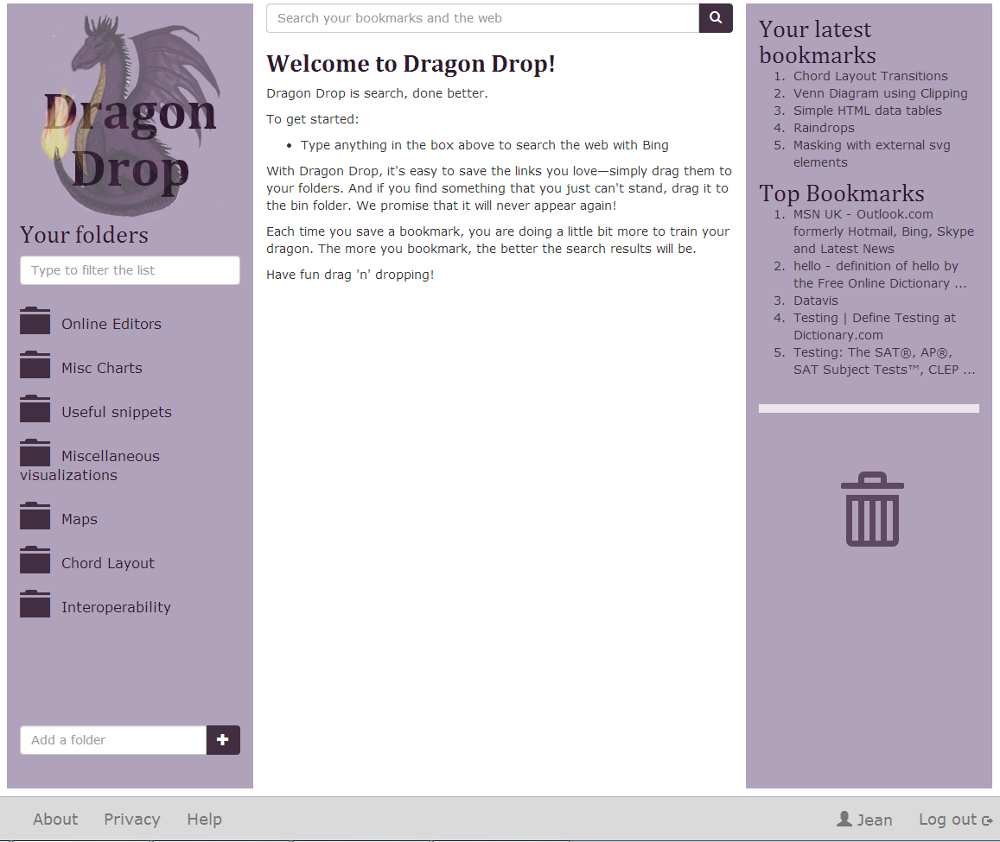 Dragon
Drop
Your folders
Type to filter the list
Online Editors
Misc Charts
Useful snippets
Miscellaneous
visualizations
Maps
Chord Layout
Interoperability
Add a folder
Search your bookmarks and the web
Welcome to Dragon Drop!
Dragon Drop is search, done better.
To get started:
• Type anything in the box above to search the web with Bing
With Dragon Drop, it's easy to save the links you love—simply drag them to
your folders. And if you find something that you just can't stand, drag it to
the bin folder. We promise that it will never appear again!
Each time you save a bookmark, you are doing a little bit more to train your
dragon. The more you bookmark, the better the search results will be.
Have fun drag 'n' dropping!
Your latest
bookmarks
1. Chord Layout Transitions
2. Venn Diagram using Clipping
3. Simple HTML data tables
4. Raindrops
5. Masking with external svg
elements
Top Bookmarks
1. MSN UK - Outlook.com
formerly Hotmail, Bing, Skype
and Latest News
2. hello - definition of hello by
the Free Online Dictionary ...
3. Datavis
4. Testing | Define Testing at
Dictionary.com
5. Testing: The SAT®, AP®,
SAT Subject Tests™, CLEP ...
About Privacy Help Jean Log out